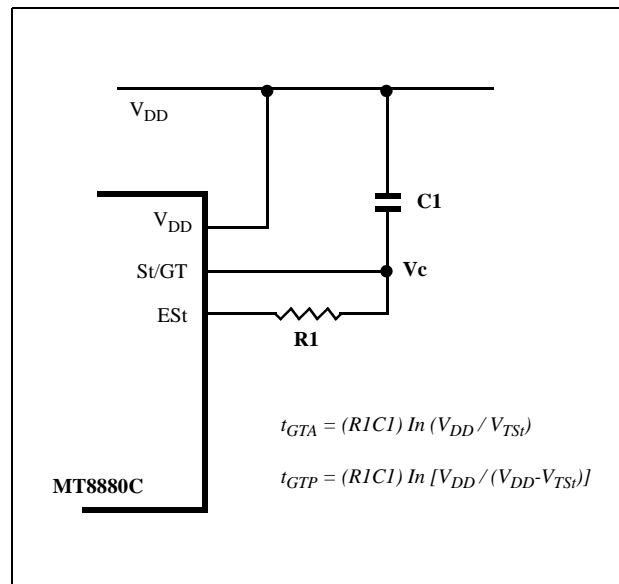 VDD
C1
VDD
St/GT
Vc
ESt
R1
tGTA = (R1C1) In (VDD / VTSt)
tGTP = (R1C1) In [VDD / (VDD-VTSt)]
MT8880C